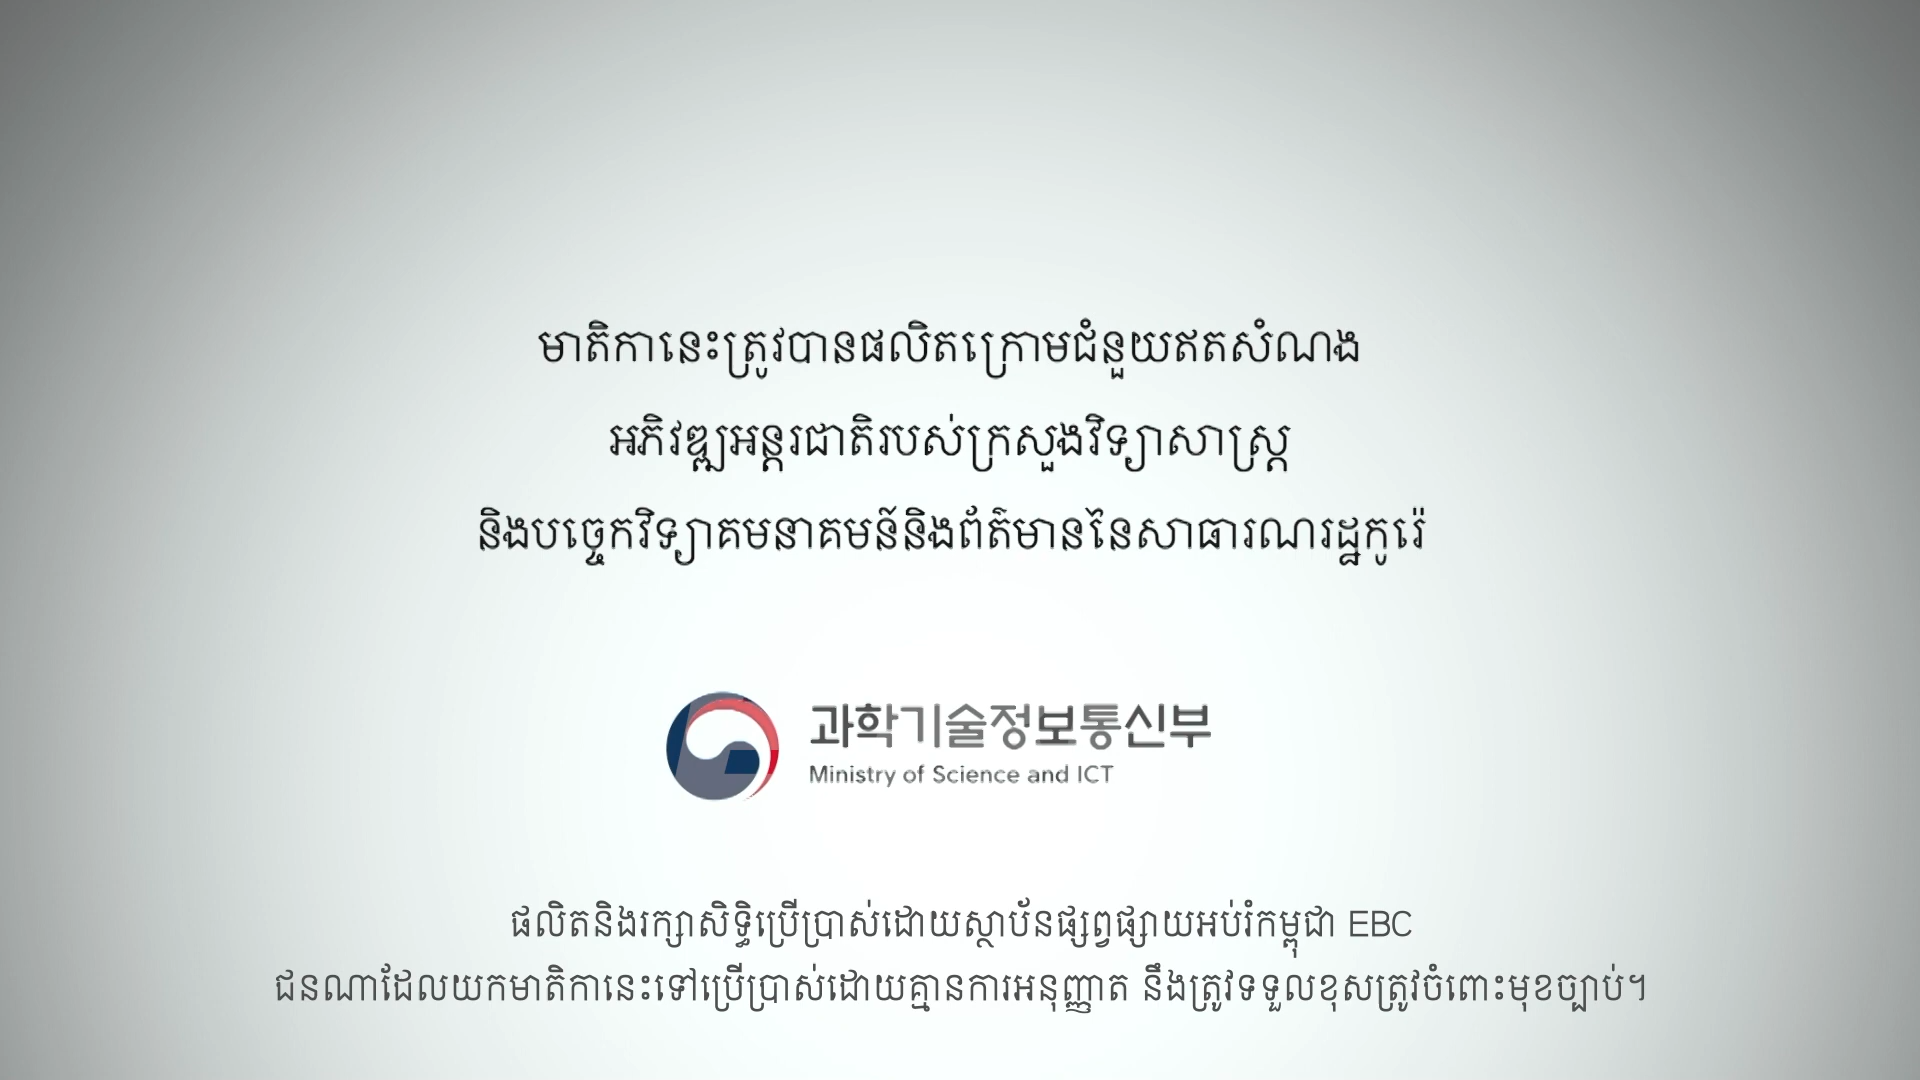 មាតិកានេះត្រូវបានផលិតក្រោមជំនួយឥតសំណង
អភិវឌ្ឍអន្តរជាតិរបស់ក្រសួងវិទ្យាសាស្ត្រ
និងបច្ចេកវិទ្យាគមនាគមន៍និងព័ត៌មាននៃសាធារណរដ្ឋកូរ៉េ
과학기술정보통신부
Ministry of Science and ICT
ផលិតនិងរក្សាសិទ្ធិប្រើប្រាស់ដោយស្ថាប័នផ្សព្វផ្សាយអប់រំកម្ពុជា EBC
ជនណាដែលយកមាតិកានេះទៅប្រើប្រាស់ដោយគ្មានការអនុញ្ញាត នឹងត្រូវទទួលខុសត្រូវចំពោះមុខច្បាប់។